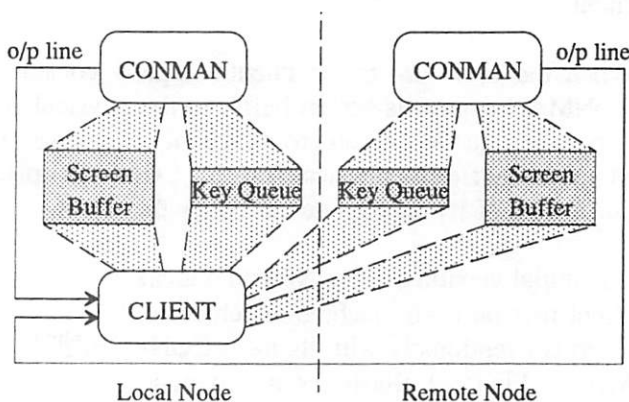 o/p line
o/p line
CONMAN
CONMAN
Screen
Buffer
Key Queue
Key Queue
Screen
Buffer
CLIENT
Local Node
Remote Node